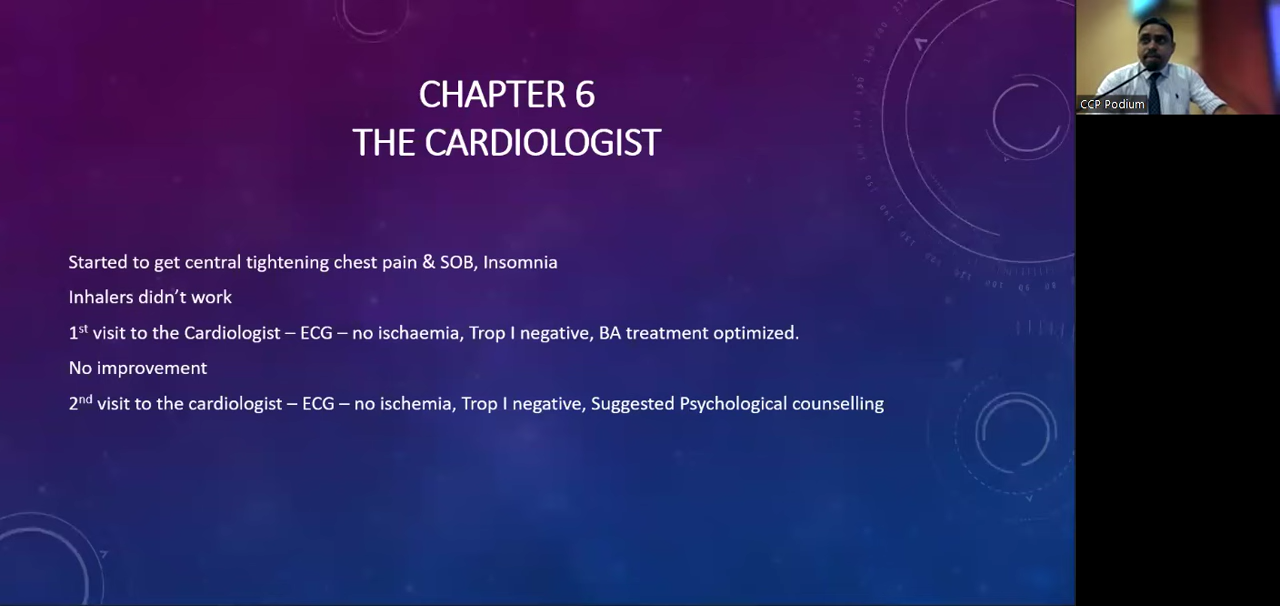 CHAPTER 6
THE CARDIOLOGIST
Started to get central tightening chest pain & SOB, Insomnia
Inhalers didn't work
1st visit to the Cardiologist – ECG – no ischaemia, Trop I negative, BA treatment optimized.
No improvement
2nd visit to the cardiologist – ECG – no ischemia, Trop I negative, Suggested Psychological counselling
CCP Podium